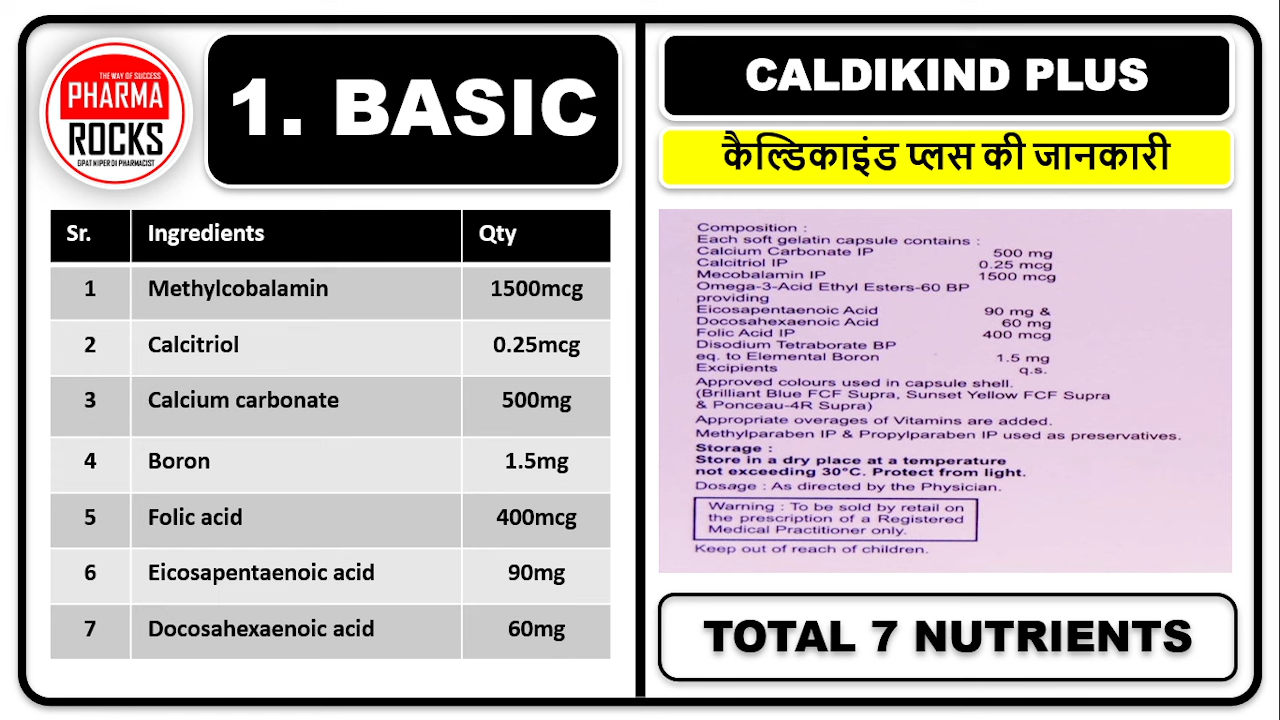 THE WAY OF SUCCESS
PHARMA
ROCKS
GPAT NIPER DI PHARMACIST
1. BASIC
Sr. Ingredients Qty
1 Methylcobalamin 1500mcg
2 Calcitriol 0.25mcg
3 Calcium carbonate 500mg
4 Boron 1.5mg
5 Folic acid 400mcg
6 Eicosapentaenoic acid 90mg
7 Docosahexaenoic acid 60mg
CALDIKIND PLUS
कैल्डिकाइंड प्लस की जानकारी
Composition :
Each soft gelatin capsule contains :
Calcium Carbonate IP 500 mg
Calcitriol IP 0.25 mcg
Mecobalamin IP 1500 mcg
Omega-3-Acid Ethyl Esters-60 BP
providing
Eicosapentaenoic Acid 90 mg &
Docosahexaenoic Acid 60 mg
Folic Acid IP 400 mcg
Disodium Tetraborate BP
eq. to Elemental Boron 1.5 mg
Excipients q.s.
Approved colours used in capsule shell.
(Brilliant Blue FCF Supra, Sunset Yellow FCF Supra
& Ponceau-4R Supra)
Appropriate overages of Vitamins are added.
Methylparaben IP & Propylparaben IP used as preservatives.
Storage :
Store in a dry place at a temperature
not exceeding 30°C. Protect from light.
Dosage : As directed by the Physician.
Warning : To be sold by retail on
the prescription of a Registered
Medical Practitioner only.
Keep out of reach of children.
TOTAL 7 NUTRIENTS